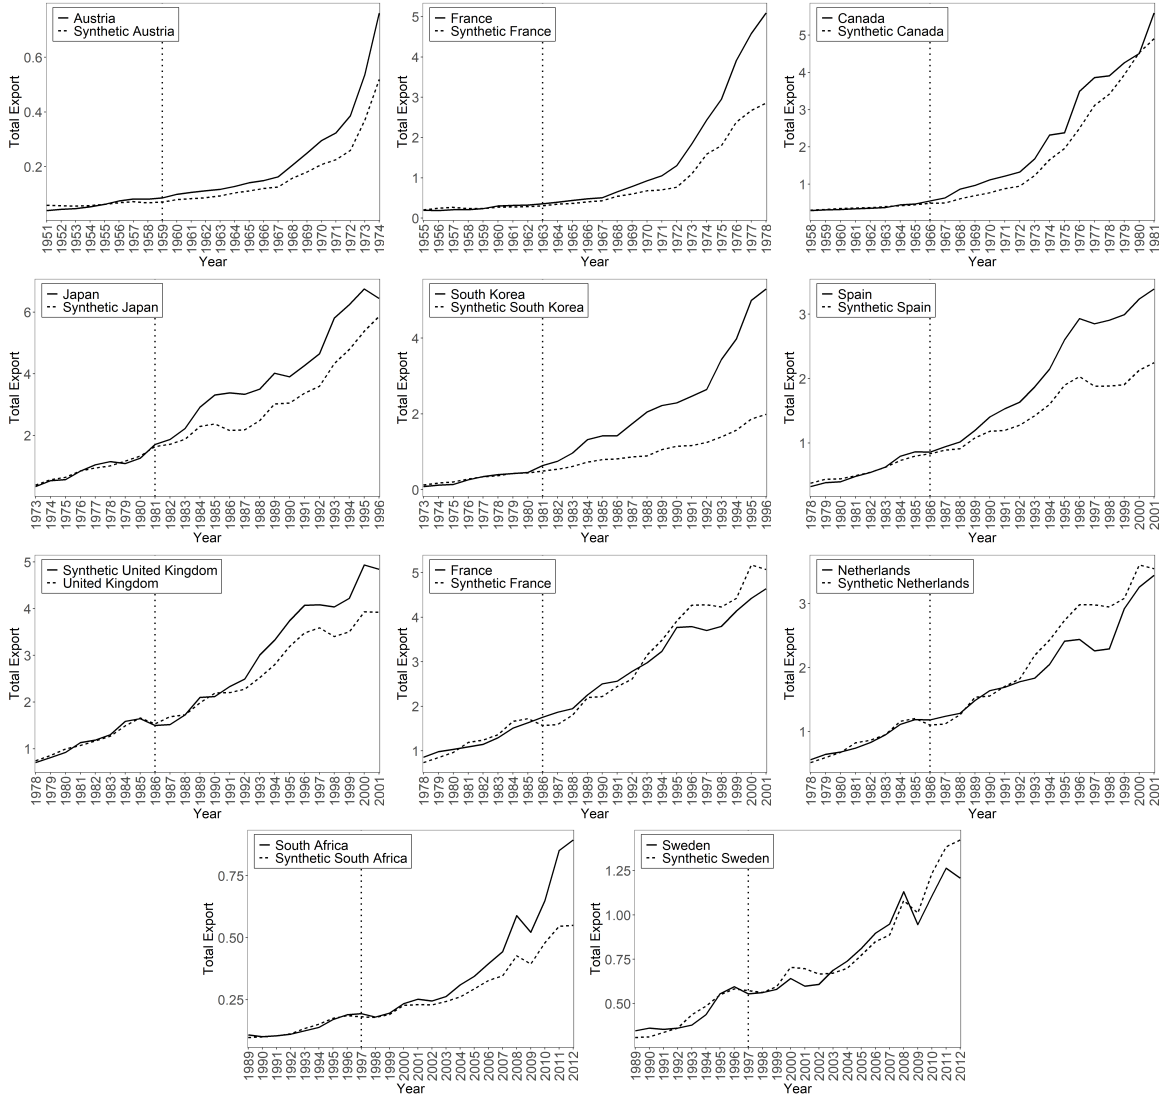 Austria
Synthetic Austria
Total Export
0.6
0.4
0.2
1951 1952 1953 1954 1955 1956 1957 1958 1959 1960 1961 1962 1963 1964 1965 1966 1967 1968 1969 1970 1971 1972 1973 1974
Year
France
Synthetic France
Total Export
5
4
3
2
1
0
1955 1956 1957 1958 1959 1960 1961 1962 1963 1964 1965 1966 1967 1968 1969 1970 1971 1972 1973 1974 1975 1976 1977 1978
Year
Canada
Synthetic Canada
Total Export
5
4
3
2
1
1958 1959 1960 1961 1962 1963 1964 1965 1966 1967 1968 1969 1970 1971 1972 1973 1974 1975 1976 1977 1978 1979 1980 1981
Year
Japan
Synthetic Japan
Total Export
6
4
2
1973 1974 1975 1976 1977 1978 1979 1980 1981 1982 1983 1984 1985 1986 1987 1988 1989 1990 1991 1992 1993 1994 1995 1996
Year
South Korea
Synthetic South Korea
Total Export
4
2
0
1973 1974 1975 1976 1977 1978 1979 1980 1981 1982 1983 1984 1985 1986 1987 1988 1989 1990 1991 1992 1993 1994 1995 1996
Year
Spain
Synthetic Spain
Total Export
3
2
1
1978 1979 1980 1981 1982 1983 1984 1985 1986 1987 1988 1989 1990 1991 1992 1993 1994 1995 1996 1997 1998 1999 2000 2001
Year
Synthetic United Kingdom
United Kingdom
Total Export
5
4
3
2
1
1978 1979 1980 1981 1982 1983 1984 1985 1986 1987 1988 1989 1990 1991 1992 1993 1994 1995 1996 1997 1998 1999 2000 2001
Year
France
Synthetic France
Total Export
5
4
3
2
1
1978 1979 1980 1981 1982 1983 1984 1985 1986 1987 1988 1989 1990 1991 1992 1993 1994 1995 1996 1997 1998 1999 2000 2001
Year
Netherlands
Synthetic Netherlands
Total Export
3
2
1
1978 1979 1980 1981 1982 1983 1984 1985 1986 1987 1988 1989 1990 1991 1992 1993 1994 1995 1996 1997 1998 1999 2000 2001
Year
South Africa
Synthetic South Africa
Total Export
0.75
0.50
0.25
1989 1990 1991 1992 1993 1994 1995 1996 1997 1998 1999 2000 2001 2002 2003 2004 2005 2006 2007 2008 2009 2010 2011 2012
Year
Sweden
Synthetic Sweden
Total Export
1.25
1.00
0.75
0.50
1989 1990 1991 1992 1993 1994 1995 1996 1997 1998 1999 2000 2001 2002 2003 2004 2005 2006 2007 2008 2009 2010 2011 2012
Year